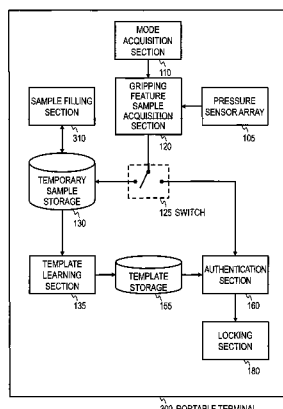 MODE
ACQUISITION
SECTION
110
SAMPLE FILLING
SECTION
310
GRIPPING
FEATURE
SAMPLE
ACQUISITION
SECTION
120
PRESSURE
SENSOR ARRAY
105
TEMPORARY
SAMPLE
STORAGE
130
125 SWITCH
TEMPLATE
LEARNING
SECTION
135
TEMPLATE
STORAGE
155
AUTHENTICATION
SECTION
160
LOCKING
SECTION
180
300 PORTABLE TERMINAL